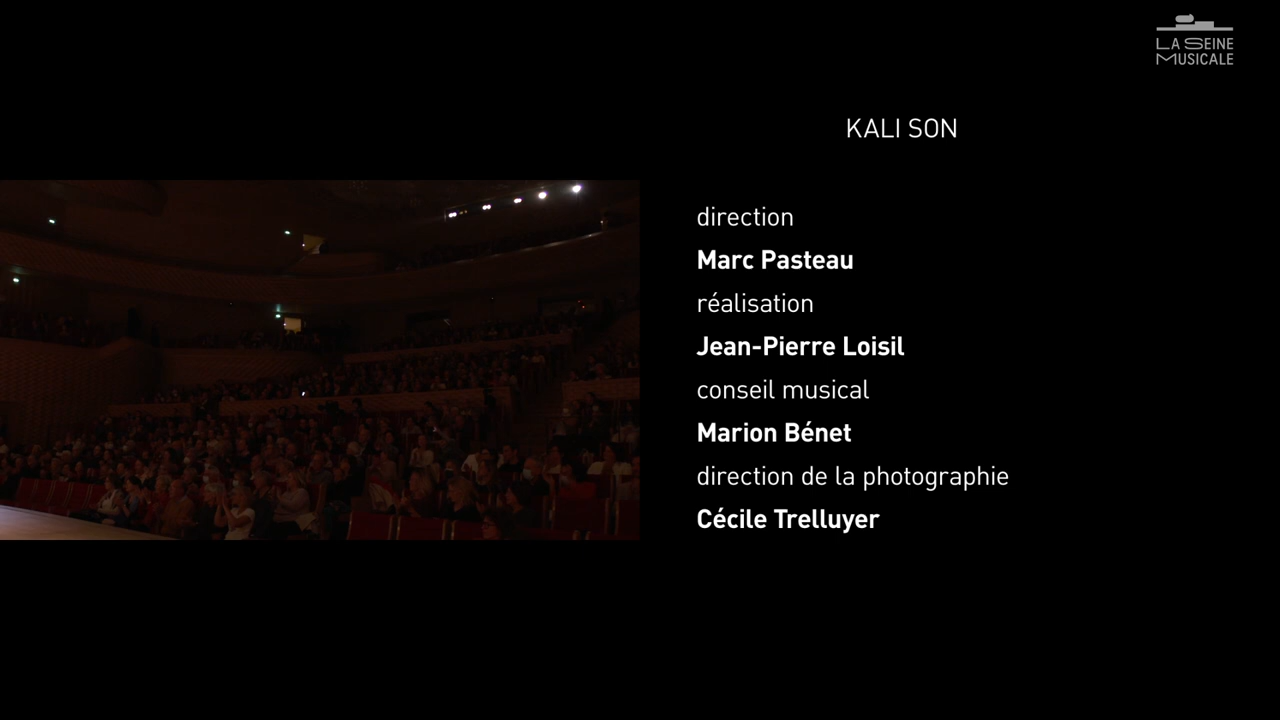 LA SEINE
MUSICALE
KALI SON
direction
Marc Pasteau
réalisation
Jean-Pierre Loisil
conseil musical
Marion Bénet
direction de la photographie
Cécile Trelluyer